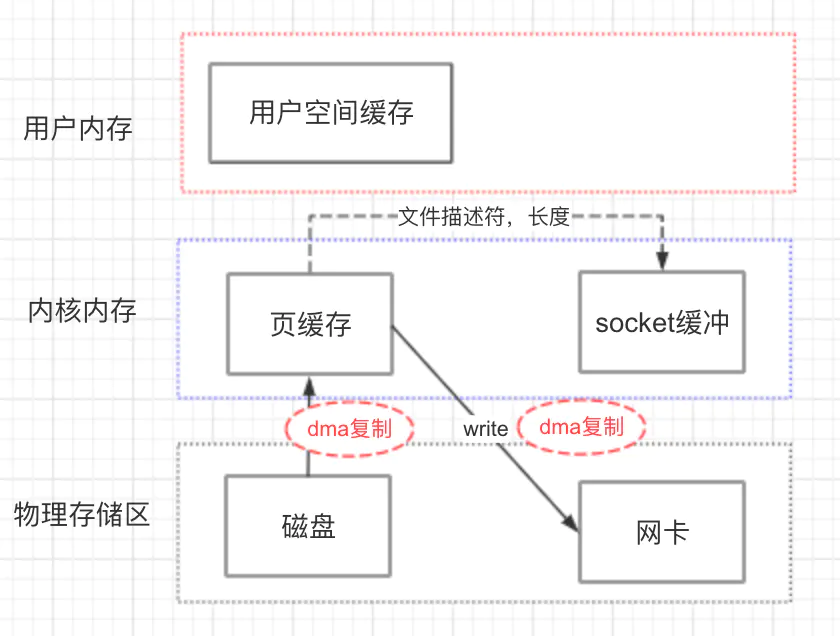 用户空间缓存
用户内存
文件描述符，长度
内核内存
页缓存
socket缓冲
dma复制
write
dma复制
物理存储区
磁盘
网卡